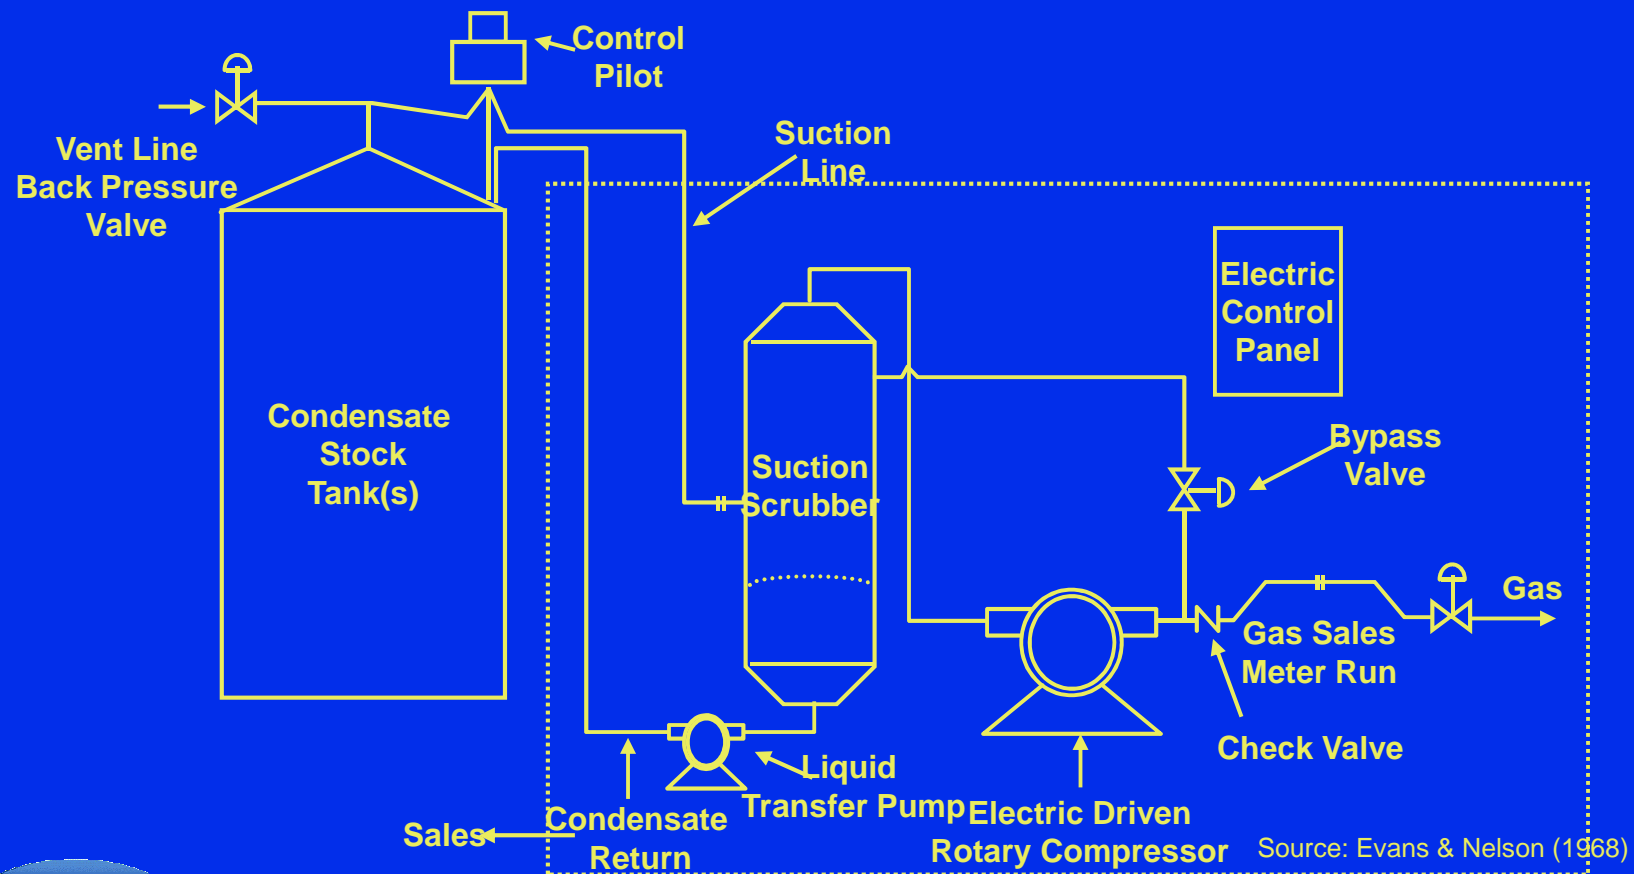 Control
Pilot
Vent Line
Back Pressure
Valve
Suction
Line
Electric
Control
Panel
Condensate
Stock
Tank(s)
Suction
Scrubber
Bypass
Valve
Gas
Gas Sales
Meter Run
Check Valve
Liquid
Transfer Pump
Electric Driven
Rotary Compressor
Condensate
Return
Sales
Source: Evans & Nelson (1968)